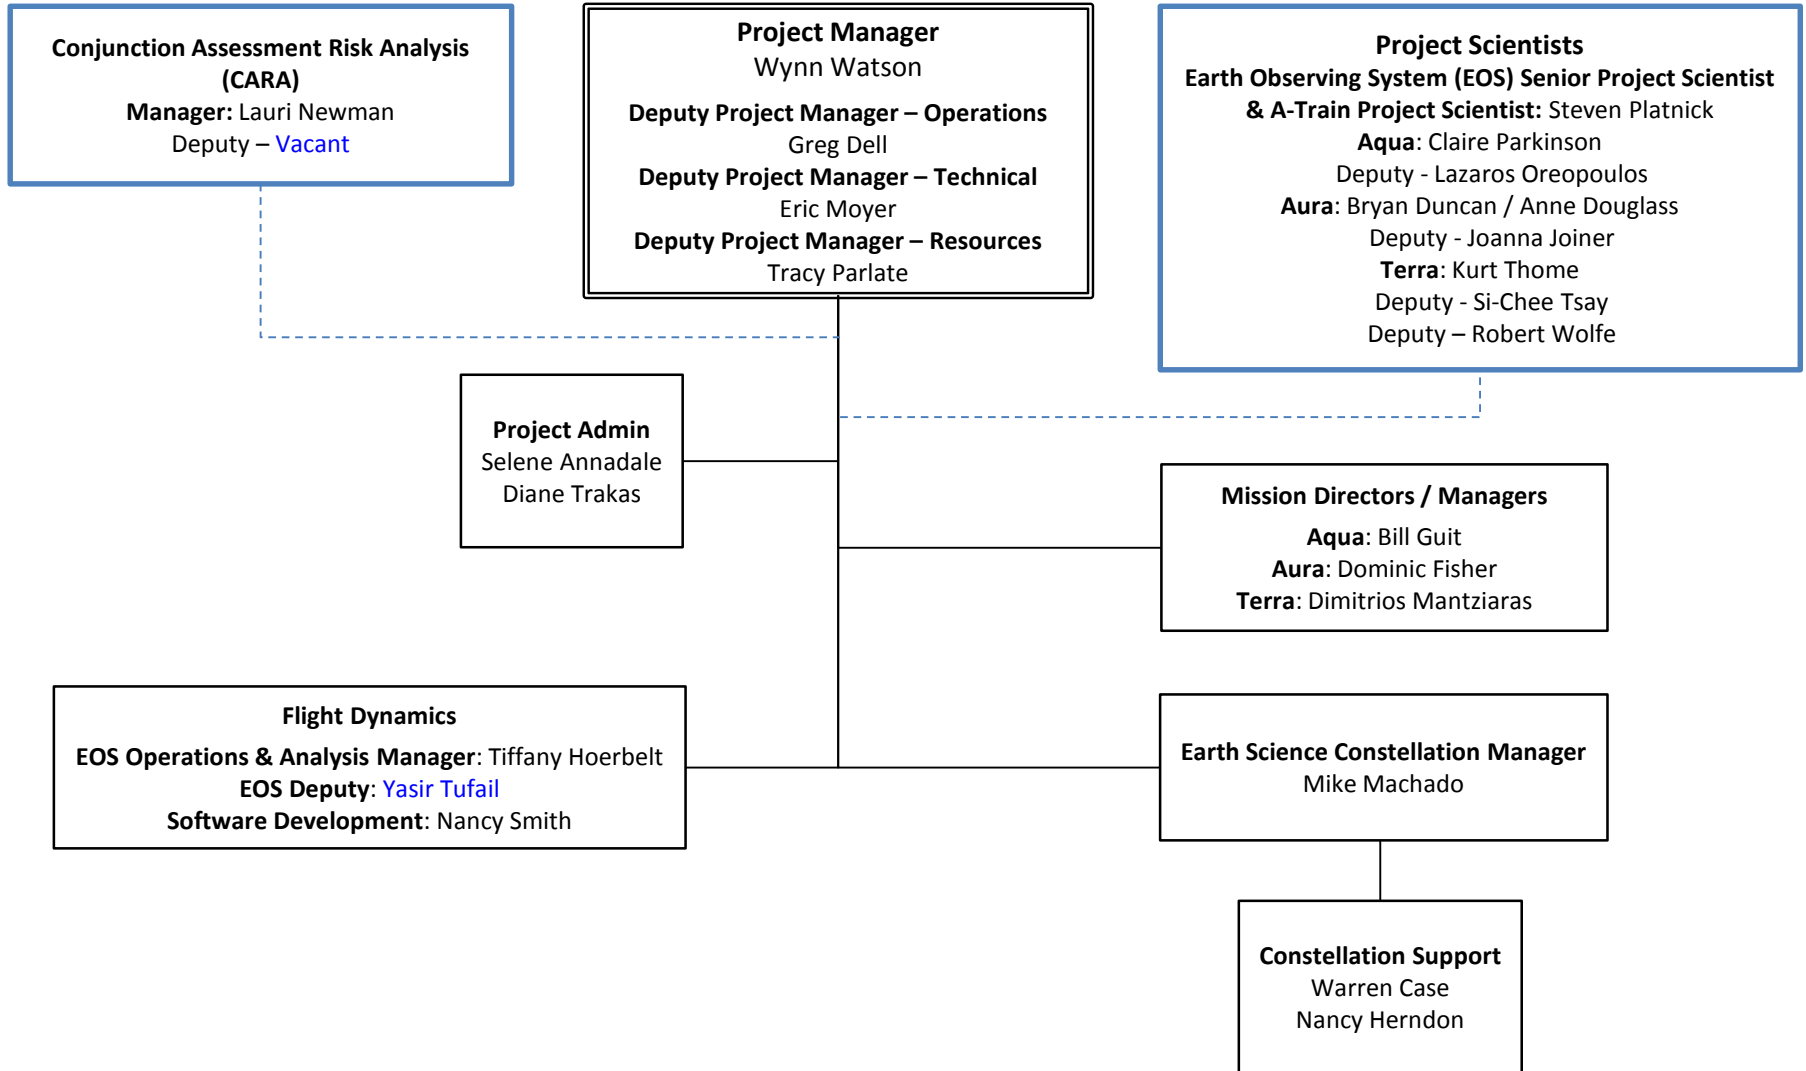 Conjunction Assessment Risk Analysis
(CARA)
Manager: Lauri Newman
Deputy – Vacant
Project Manager
Wynn Watson
Deputy Project Manager – Operations
Greg Dell
Deputy Project Manager – Technical
Eric Moyer
Deputy Project Manager – Resources
Tracy Parlate
Project Scientists
Earth Observing System (EOS) Senior Project Scientist
& A-Train Project Scientist: Steven Platnick
Aqua: Claire Parkinson
Deputy - Lazaros Oreopoulos
Aura: Bryan Duncan / Anne Douglass
Deputy - Joanna Joiner
Terra: Kurt Thome
Deputy - Si-Chee Tsay
Deputy – Robert Wolfe
Project Admin
Selene Annadale
Diane Trakas
Mission Directors / Managers
Aqua: Bill Guit
Aura: Dominic Fisher
Terra: Dimitrios Mantziaras
Flight Dynamics
EOS Operations & Analysis Manager: Tiffany Hoerbelt
EOS Deputy: Yasir Tufail
Software Development: Nancy Smith
Earth Science Constellation Manager
Mike Machado
Constellation Support
Warren Case
Nancy Herndon